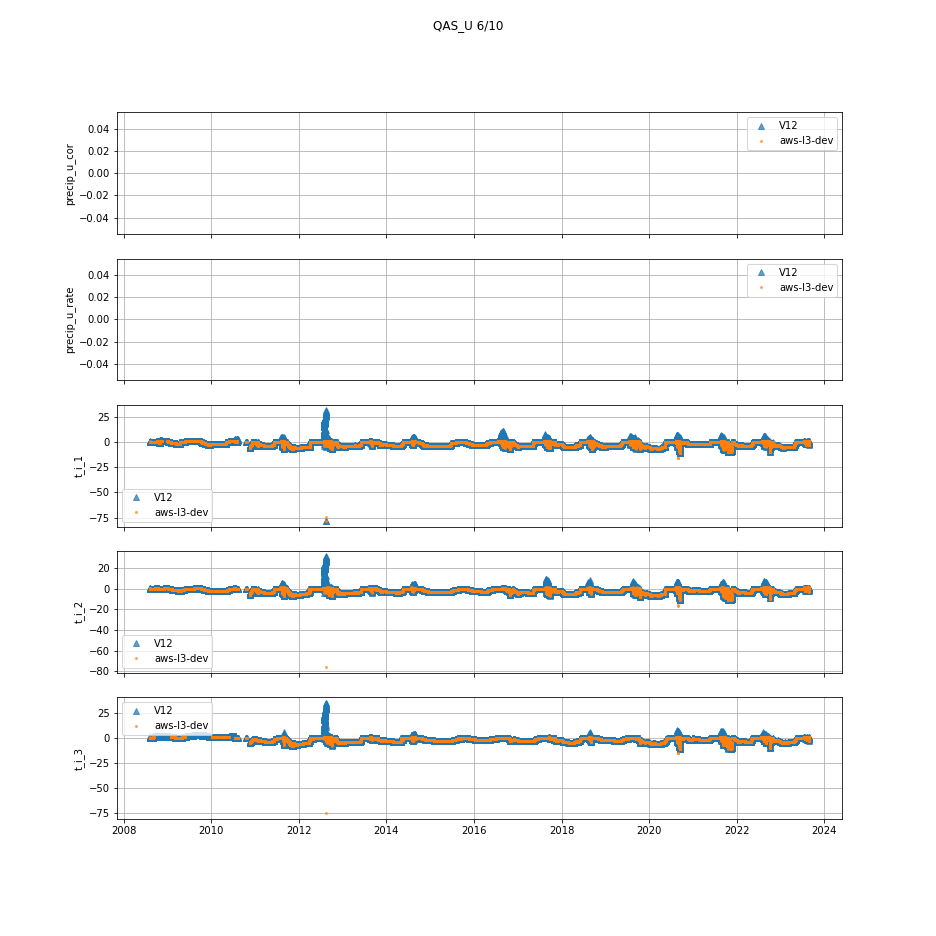 QAS_U 6/10
precip_u_cor
0.04
0.02
0.00
−0.02
−0.04
V12
aws-l3-dev
precip_u_rate
0.04
0.02
0.00
−0.02
−0.04
V12
aws-l3-dev
t_i_1
25
0
−25
−50
−75
V12
aws-l3-dev
t_i_2
20
0
−20
−40
−60
−80
V12
aws-l3-dev
t_i_3
25
0
−25
−50
−75
V12
aws-l3-dev
2008 2010 2012 2014 2016 2018 2020 2022 2024